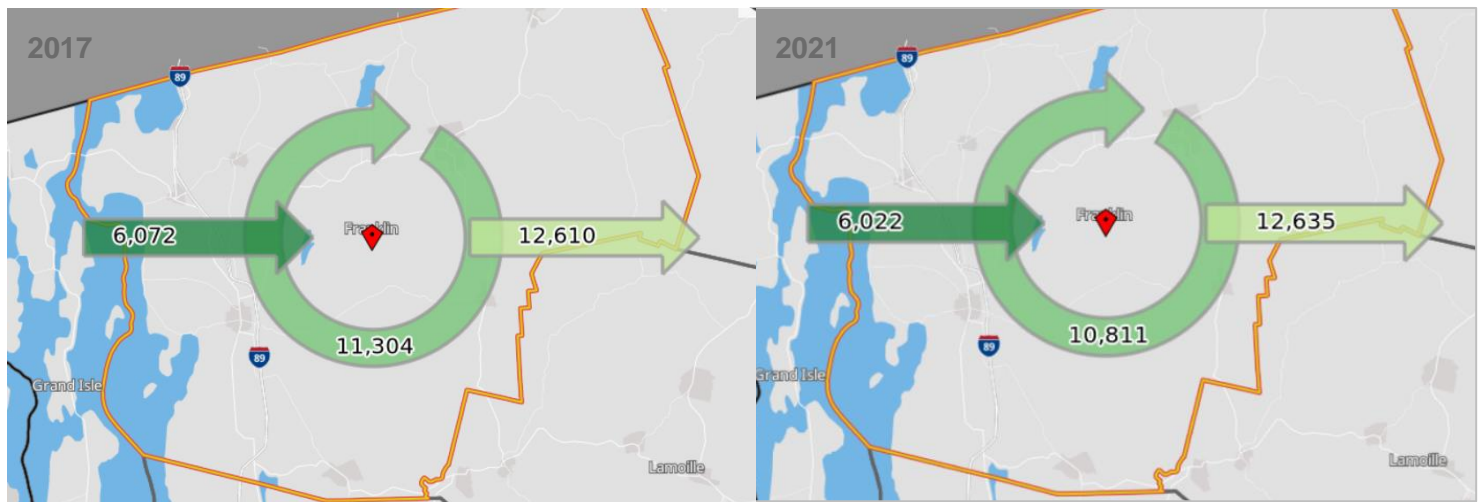 2017
89
6,072
Franklin
12,610
11,304
89
Grand Isle
Lamoille
2021
89
6,022
Franklin
12,635
10,811
89
Grand Isle
Lamoille